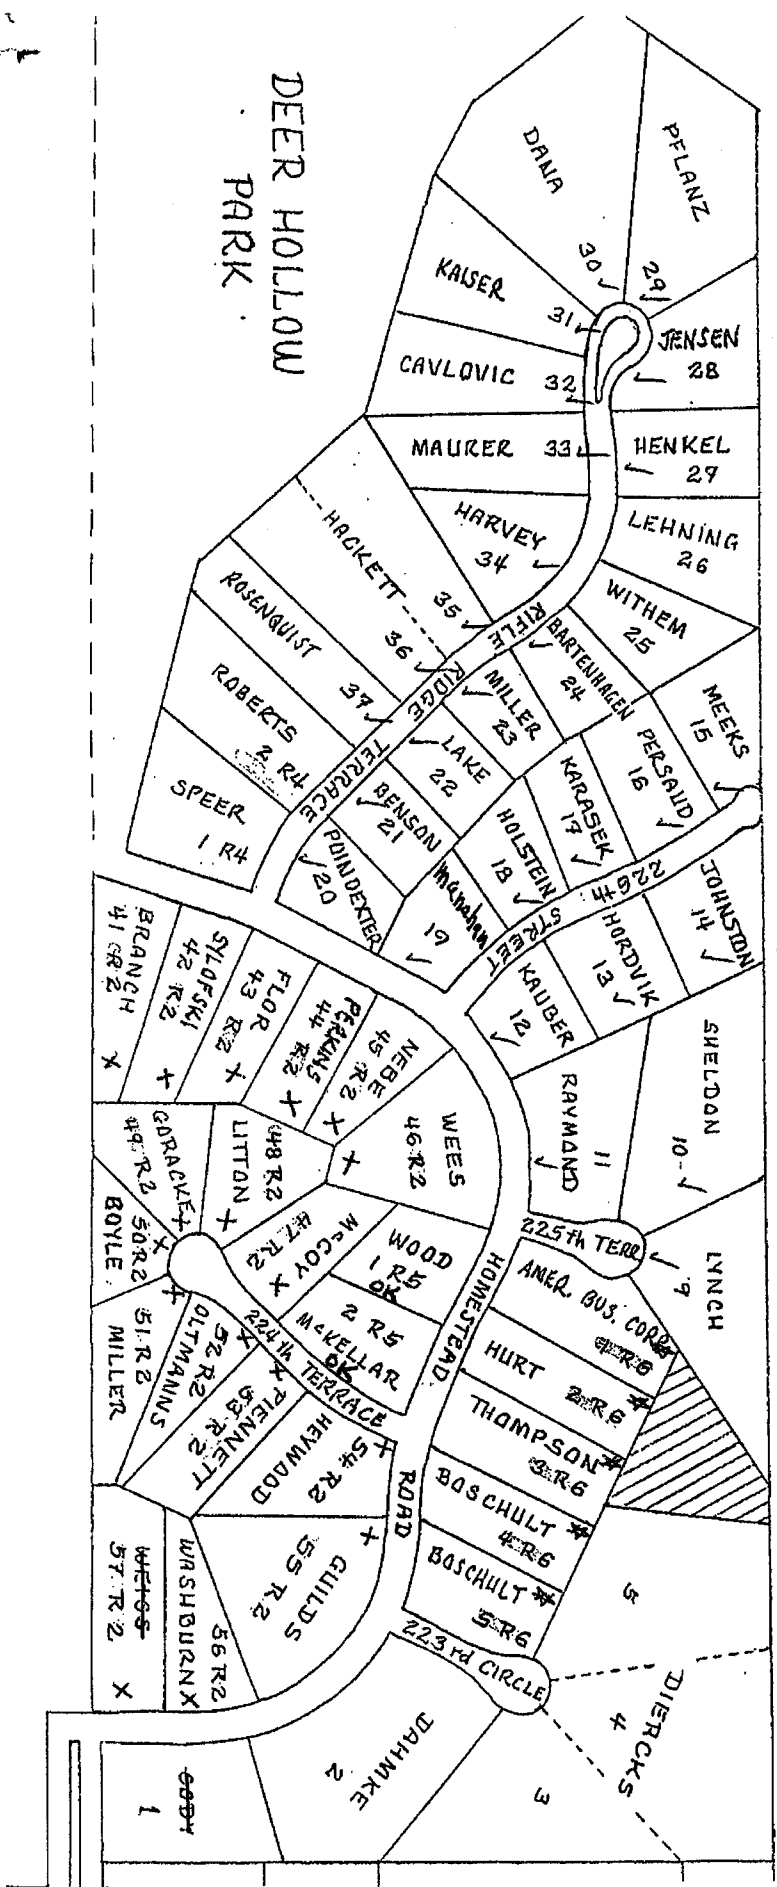 DEER HOLLOW
PARK
DANA
30
PFLANZ
29
KAISER
31
JENSEN
28
CAVLOVIC 32
MAURER 33
HENKEL
27
HARVEY
34
LEHNING
26
WITHEM
25
HACKETT
35
36
ROSENQUIST
37
RIFLE RIDGE TERRACE
BARTENHAGEN
24
MILLER
23
LAKE
22
BENSON
21
POINDEXTER
20
ROBERTS
2 R4
SPEER
1 R4
MEEKS
15
PERSAUD
16
KARASEK
17
HOLSTEIN
18
Manahan
19
226th STREET
JOHNSTON
14
HORDVIK
13
KAUBER
12
BRANCH
41 R2
X
SYLOFSKI
42 R2
X
FLOR
43 R2
X
PERKINS
44 R2
X
NEBE
45 R2
X
WEES
46 R2
X
RAYMOND
11
SHELDON
10
LYNCH
9
225th TERR
GORACKE
49 R2
X
LITTON
48 R2
X
McCOY
47 R2
X
BOYLE
50 R2
X
MILLER
51 R2
X
OLTMANNS
52 R2
X
PIENNETT
53 R2
X
HEYWOOD
54 R2
X
224th TERRACE
WOOD
1 R5
OK
McKELLAR
2 R5
OK
HOMESTEAD ROAD
AMER. BUS. CORP
1 R6
HURT
2 R6
THOMPSON
3 R6
BOSCHULT
4 R6
BOSCHULT
5 R6
223rd CIRCLE
GUILDS
55 R2
X
WASHBURN X
56 R2
WEISS
57 R2
X
5
DIERCKS
4
3
DAHMKE
2
CODY
1